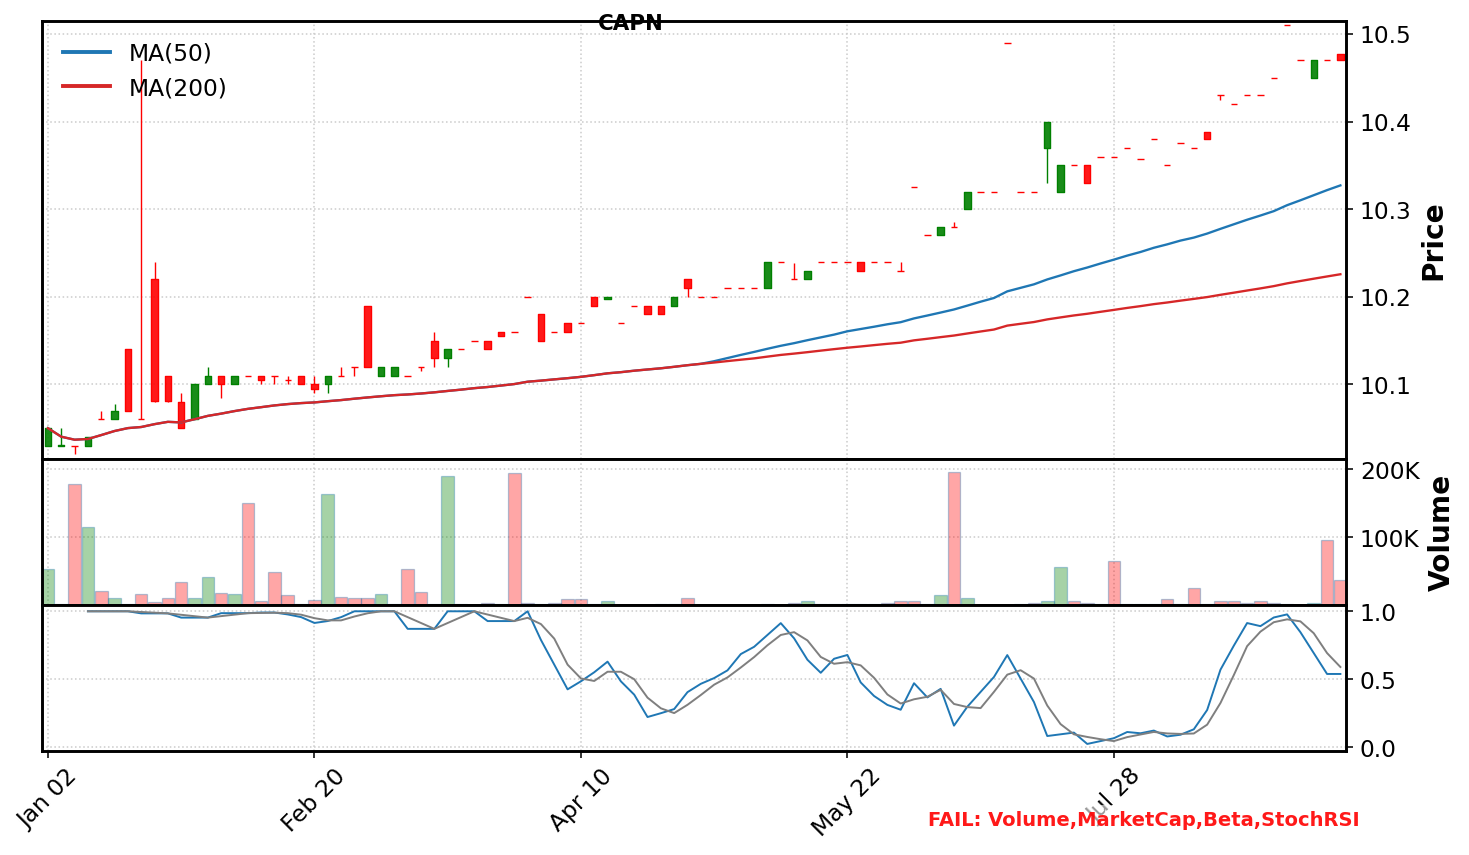 CAPN
MA(50)
MA(200)
10.5
10.4
10.3
10.2
10.1
Price
200K
100K
Volume
1.0
0.5
0.0
Jan 02
Feb 20
Apr 10
May 22
Jul 28
FAIL: Volume,MarketCap,Beta,StochRSI